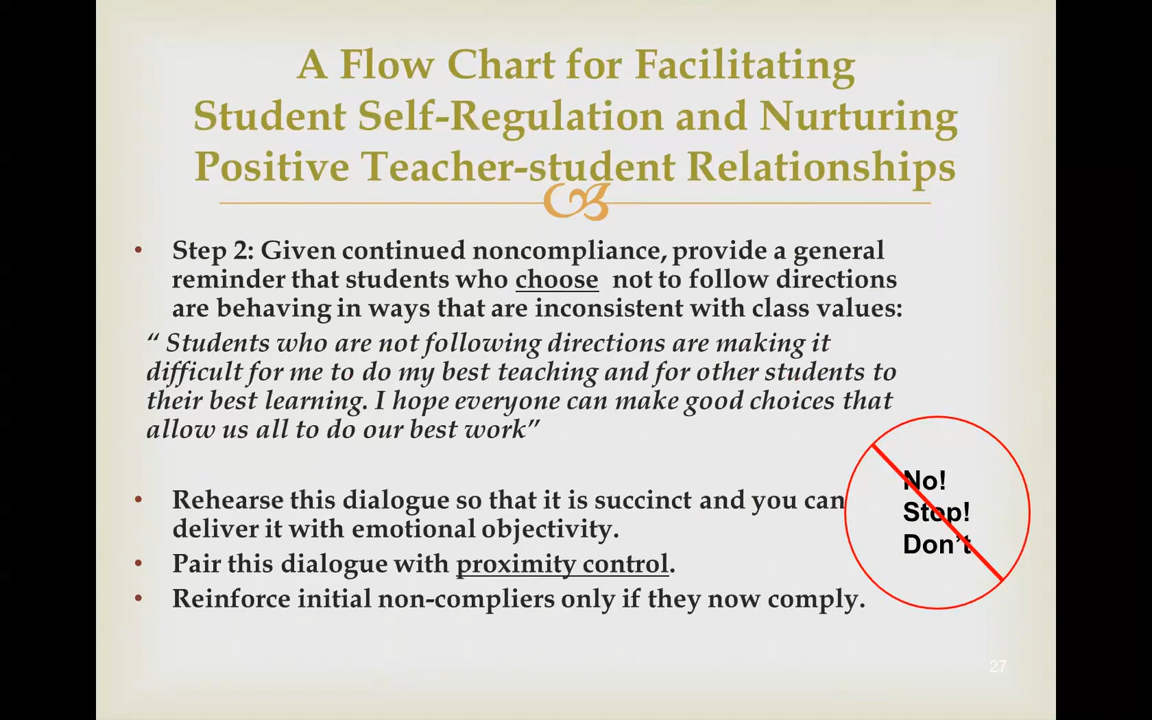 A Flow Chart for Facilitating
Student Self-Regulation and Nurturing
Positive Teacher-student Relationships
• Step 2: Given continued noncompliance, provide a general
reminder that students who choose not to follow directions
are behaving in ways that are inconsistent with class values:
“ Students who are not following directions are making it
difficult for me to do my best teaching and for other students to
their best learning. I hope everyone can make good choices that
allow us all to do our best work”
• Rehearse this dialogue so that it is succinct and you can
deliver it with emotional objectivity.
• Pair this dialogue with proximity control.
• Reinforce initial non-compliers only if they now comply.
No!
Stop!
Don’t
27